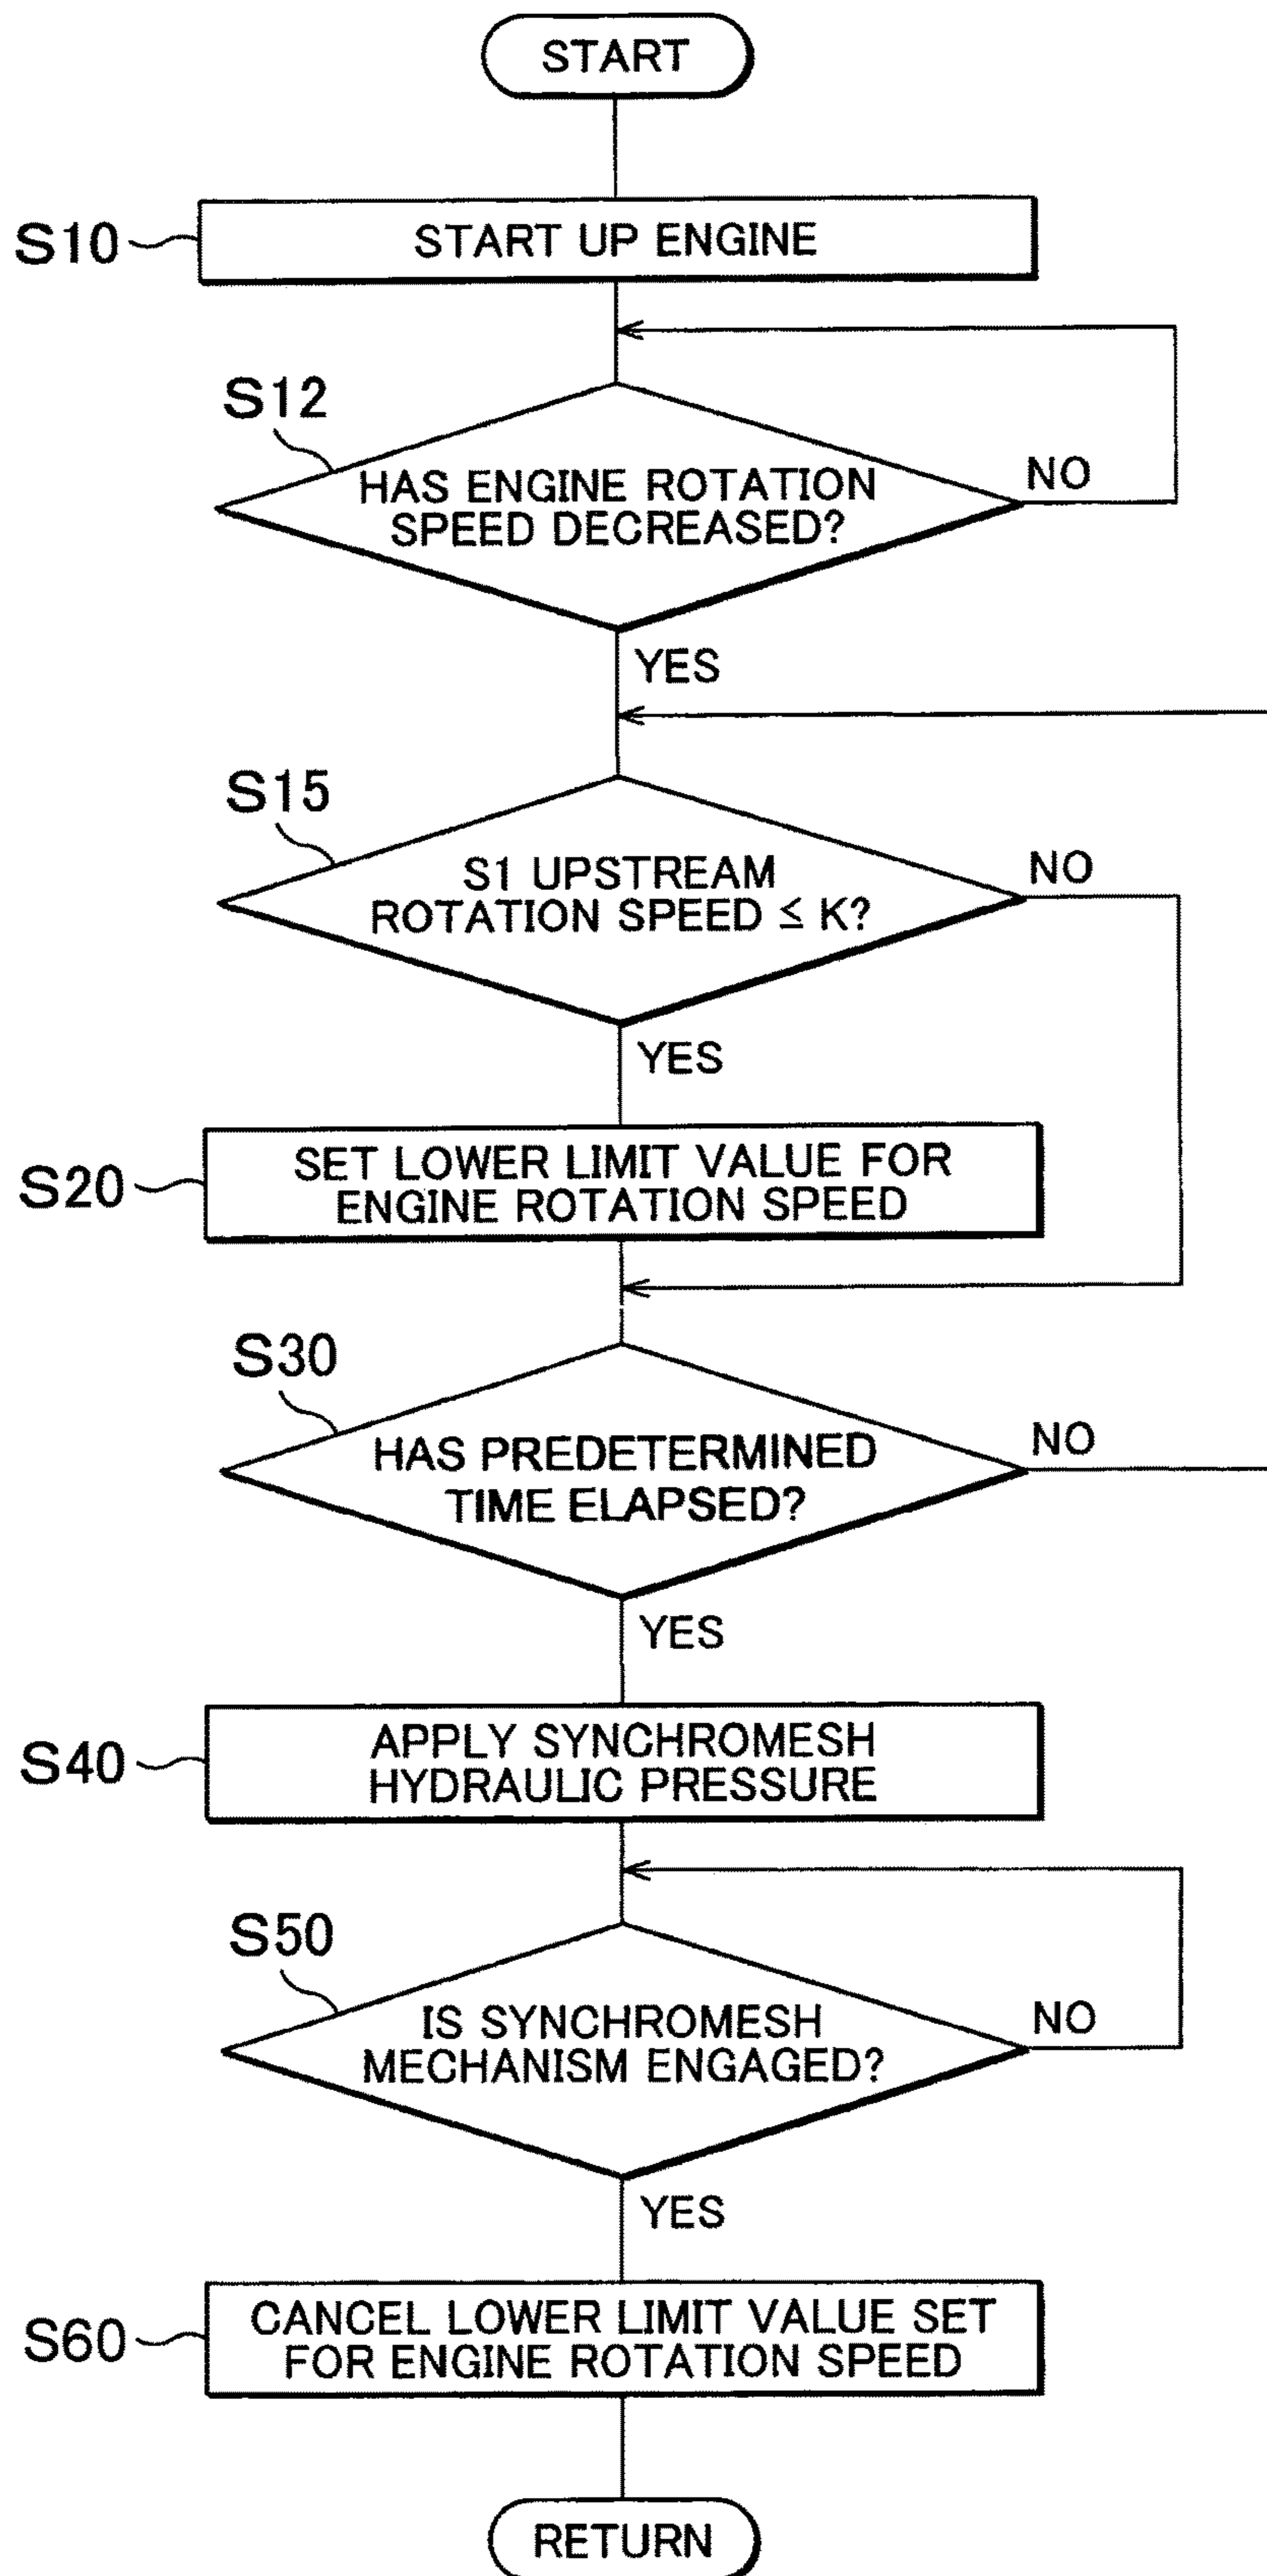 START
S10
START UP ENGINE
S12
HAS ENGINE ROTATION
SPEED DECREASED?
NO
YES
S15
S1 UPSTREAM
ROTATION SPEED ≤ K?
NO
YES
S20
SET LOWER LIMIT VALUE FOR
ENGINE ROTATION SPEED
S30
HAS PREDETERMINED
TIME ELAPSED?
NO
YES
S40
APPLY SYNCHROMESH
HYDRAULIC PRESSURE
S50
IS SYNCHROMESH
MECHANISM ENGAGED?
NO
YES
S60
CANCEL LOWER LIMIT VALUE SET
FOR ENGINE ROTATION SPEED
RETURN